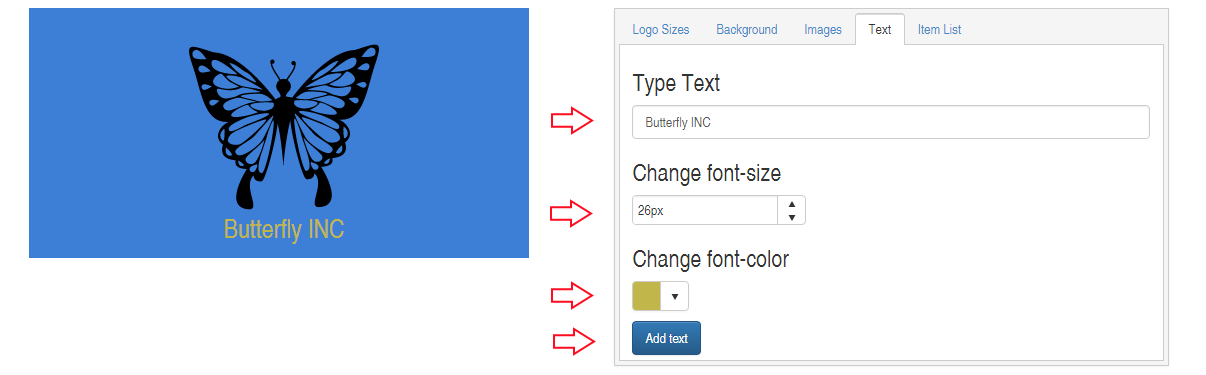 Butterfly INC
Logo Sizes Background Images Text Item List
Type Text
Butterfly INC
Change font-size
26px
Change font-color
Add text